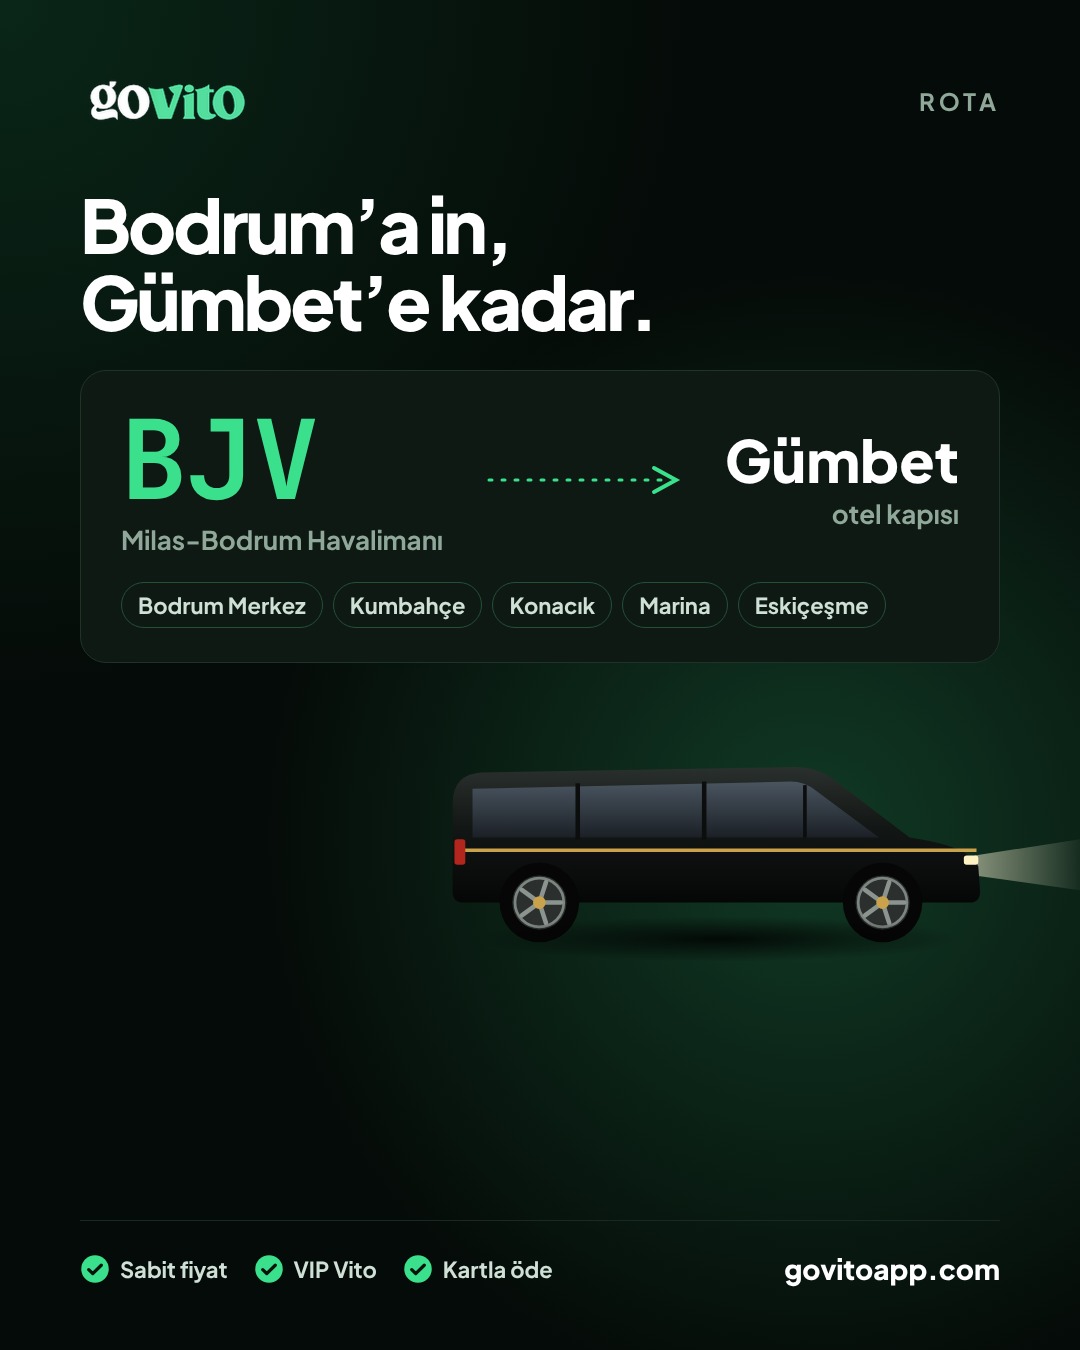 govito
ROTA
Bodrum’a in,
Gümbet’e kadar.
BJV
Gümbet
otel kapısı
Milas-Bodrum Havalimanı
Bodrum Merkez Kumbahçe Konacık Marina Eskiçeşme
Sabit fiyat VIP Vito Kartla öde govitoapp.com